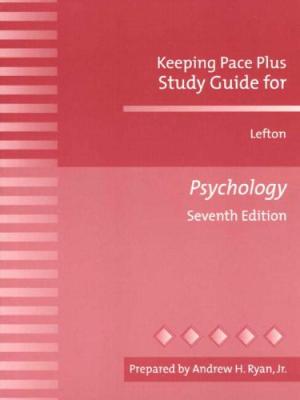 Keeping Pace Plus
Study Guide for
Lefton
Psychology
Seventh Edition
Prepared by Andrew H. Ryan, Jr.